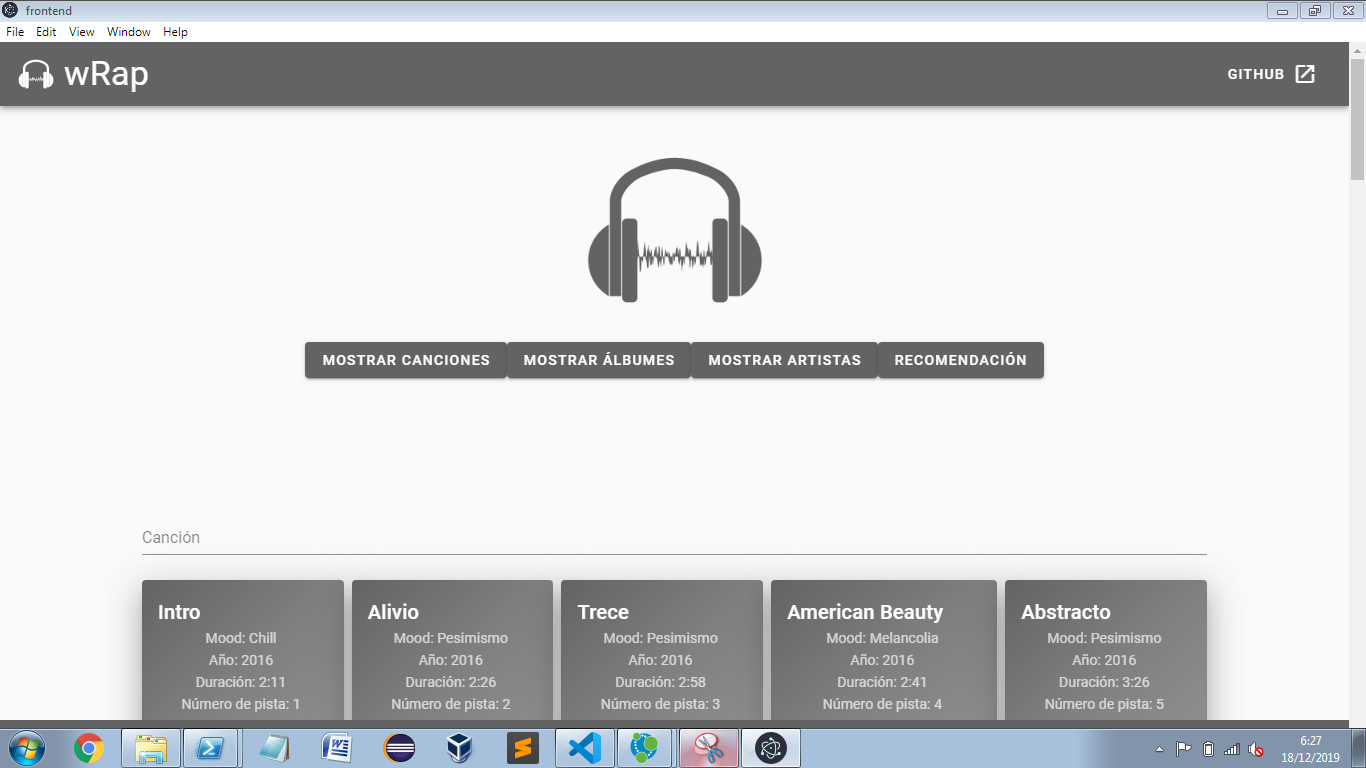 frontend
File Edit View Window Help
wRap
GITHUB
MOSTRAR CANCIONES MOSTRAR ÁLBUMES MOSTRAR ARTISTAS RECOMENDACIÓN
Canción
Intro
Mood: Chill
Año: 2016
Duración: 2:11
Número de pista: 1
Alivio
Mood: Pesimismo
Año: 2016
Duración: 2:26
Número de pista: 2
Trece
Mood: Pesimismo
Año: 2016
Duración: 2:58
Número de pista: 3
American Beauty
Mood: Melancolia
Año: 2016
Duración: 2:41
Número de pista: 4
Abstracto
Mood: Pesimismo
Año: 2016
Duración: 3:26
Número de pista: 5
6:27
18/12/2019